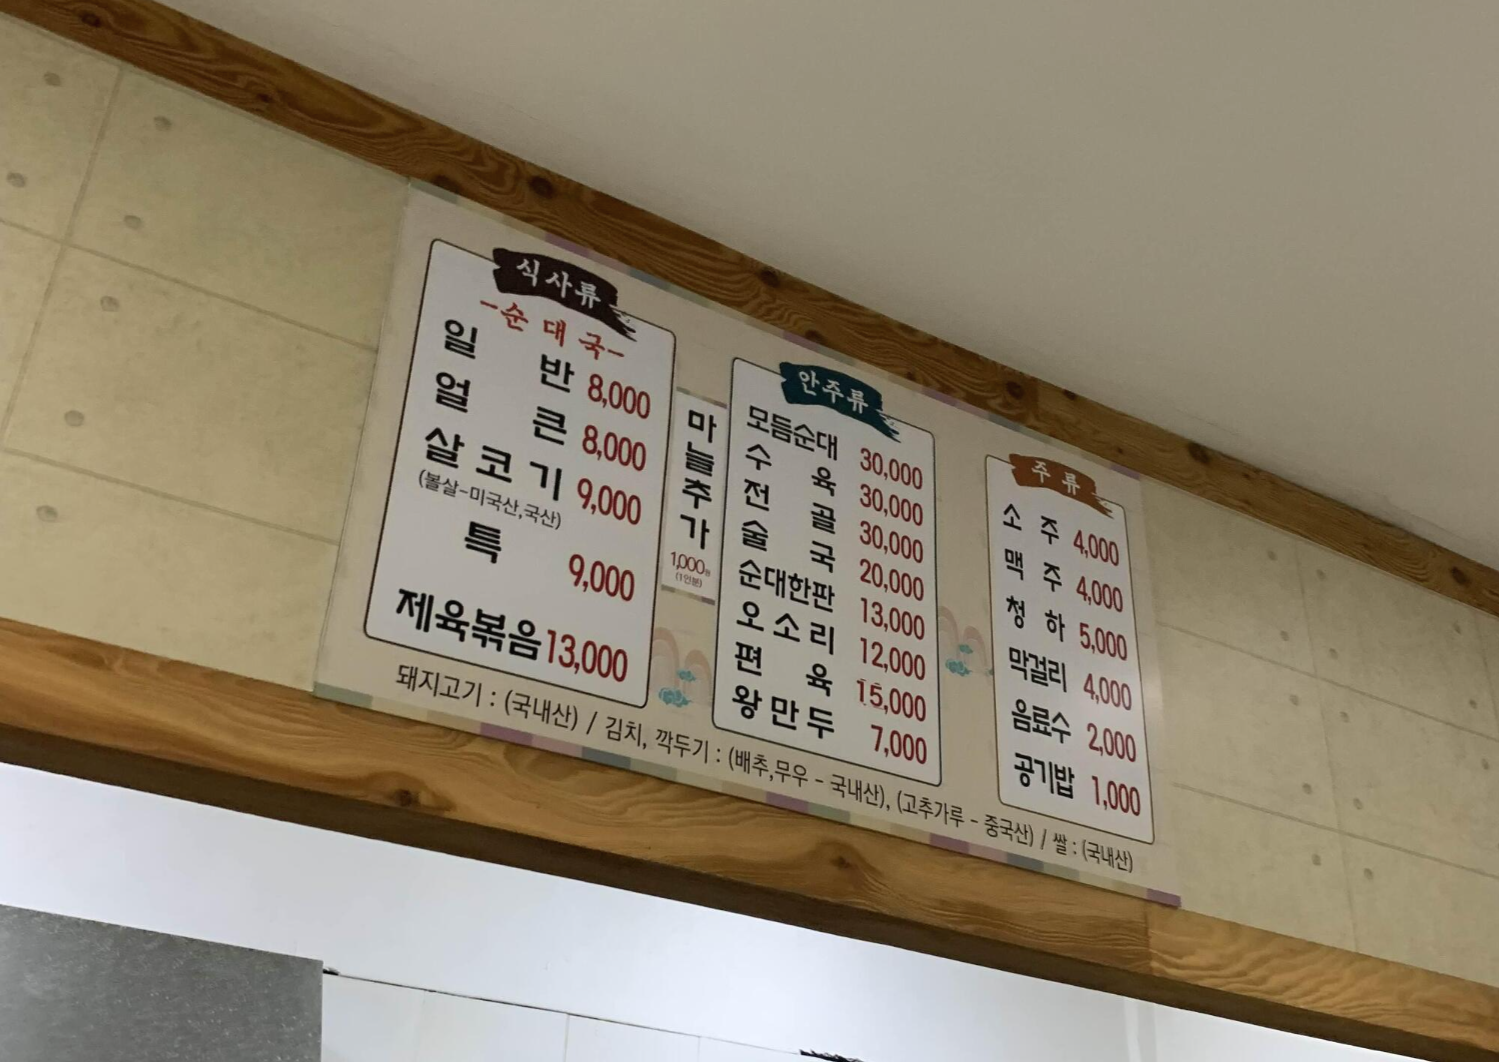 식사류
-순대국-
일반 8,000
얼큰 8,000
살코기 9,000
(볼살-미국산,국산)
특 9,000
제육볶음 13,000
마늘추가
1,000원
(1인분)
안주류
모듬순대 30,000
수육 30,000
전골 30,000
술국 20,000
순대한판 13,000
오소리 12,000
편육 15,000
왕만두 7,000
주류
소주 4,000
맥주 4,000
청하 5,000
막걸리 4,000
음료수 2,000
공기밥 1,000
돼지고기 : (국내산) / 김치, 깍두기 : (배추,무우 - 국내산), (고추가루 - 중국산) / 쌀 : (국내산)